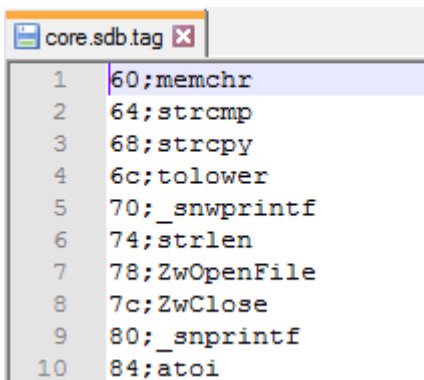 core.sdb.tag
1 60;memchr
2 64;strcmp
3 68;strcpy
4 6c;tolower
5 70;_snwprintf
6 74;strlen
7 78;ZwOpenFile
8 7c;ZwClose
9 80;_snprintf
10 84;atoi